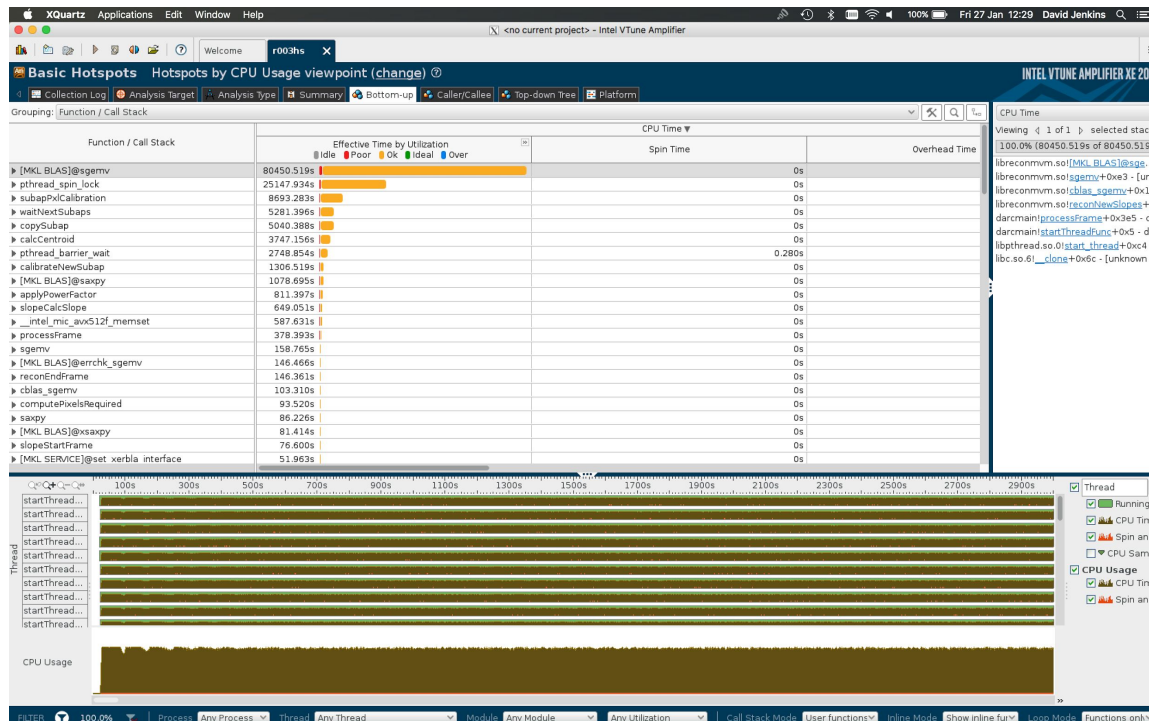 XQuartz Applications Edit Window Help 100% Fri 27 Jan 12:29 David Jenkins
<no current project> - Intel VTune Amplifier
Welcome r003hs X
Basic Hotspots Hotspots by CPU Usage viewpoint (change) INTEL VTUNE AMPLIFIER XE 20
Collection Log Analysis Target Analysis Type Summary Bottom-up Caller/Callee Top-down Tree Platform
Grouping: Function / Call Stack
CPU Time
Function / Call Stack
CPU Time▼
Effective Time by Utilization
Idle Poor Ok Ideal Over
Spin Time
Overhead Time
[MKL BLAS]@sgemv 80450.519s 0s
pthread_spin_lock 25147.934s 0s
subapPxlCalibration 8693.283s 0s
waitNextSubaps 5281.396s 0s
copySubap 5040.388s 0s
calcCentroid 3747.156s 0s
pthread_barrier_wait 2748.854s 0.280s
calibrateNewSubap 1306.519s 0s
[MKL BLAS]@saxpy 1078.695s 0s
applyPowerFactor 811.397s 0s
slopeCalcSlope 649.051s 0s
__intel_mic_avx512f_memset 587.631s 0s
processFrame 378.393s 0s
sgemv 158.765s 0s
[MKL BLAS]@errchk_sgemv 146.466s 0s
reconEndFrame 146.361s 0s
cblas_sgemv 103.310s 0s
computePixelsRequired 93.520s 0s
saxpy 86.226s 0s
[MKL BLAS]@xsaxpy 81.414s 0s
slopeStartFrame 76.600s 0s
[MKL SERVICE]@set_xerbla_interface 51.963s 0s
Viewing 1 of 1 selected stac
100.0% (80450.519s of 80450.519
libreconmvm.so![MKL BLAS]@sge.
libreconmvm.so!sgemv+0xe3 - [ur
libreconmvm.so!cblas_sgemv+0x1
libreconmvm.so!reconNewSlopes+
darcmain!processFrame+0x3e5 - d
darcmain!startThreadFunc+0x5 - d
libpthread.so.0!start_thread+0xc4
libc.so.6!__clone+0x6c - [unknown
100s 300s 500s 700s 900s 1100s 1300s 1500s 1700s 1900s 2100s 2300s 2500s 2700s 2900s
Thread
startThread...
startThread...
startThread...
startThread...
startThread...
startThread...
startThread...
startThread...
startThread...
startThread...
CPU Usage
Thread
Running
CPU Tim
Spin an
CPU Sam
CPU Usage
CPU Tim
Spin an
FILTER 100.0% Process Any Process Thread Any Thread Module Any Module Any Utilization Call Stack Mode User functions Inline Mode Show inline fur Loop Mode Functions only